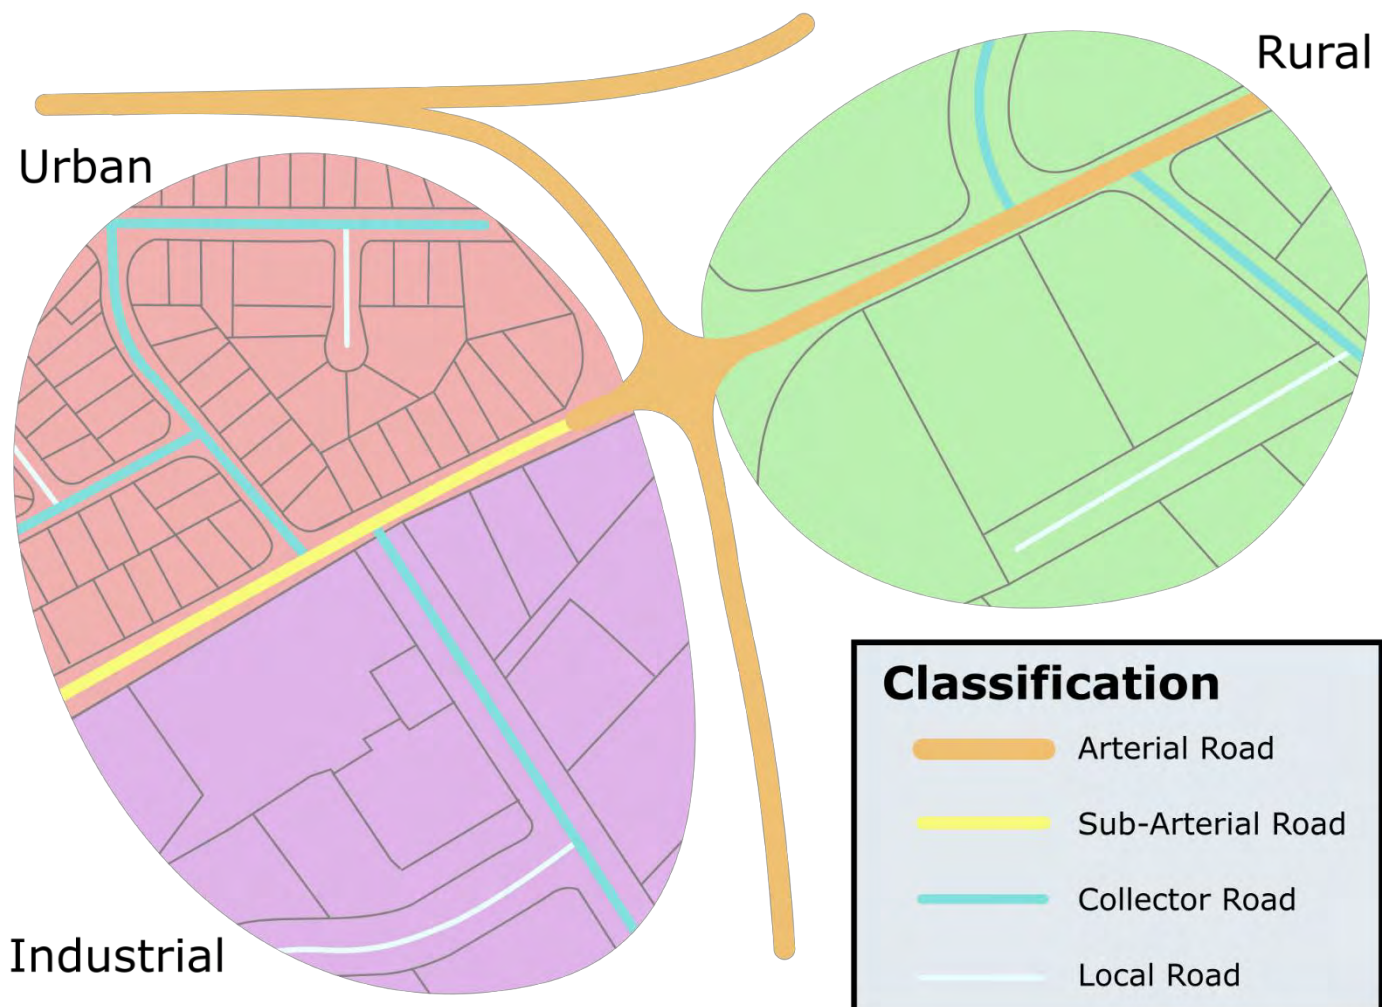 Rural
Urban
Industrial
Classification
Arterial Road
Sub-Arterial Road
Collector Road
Local Road